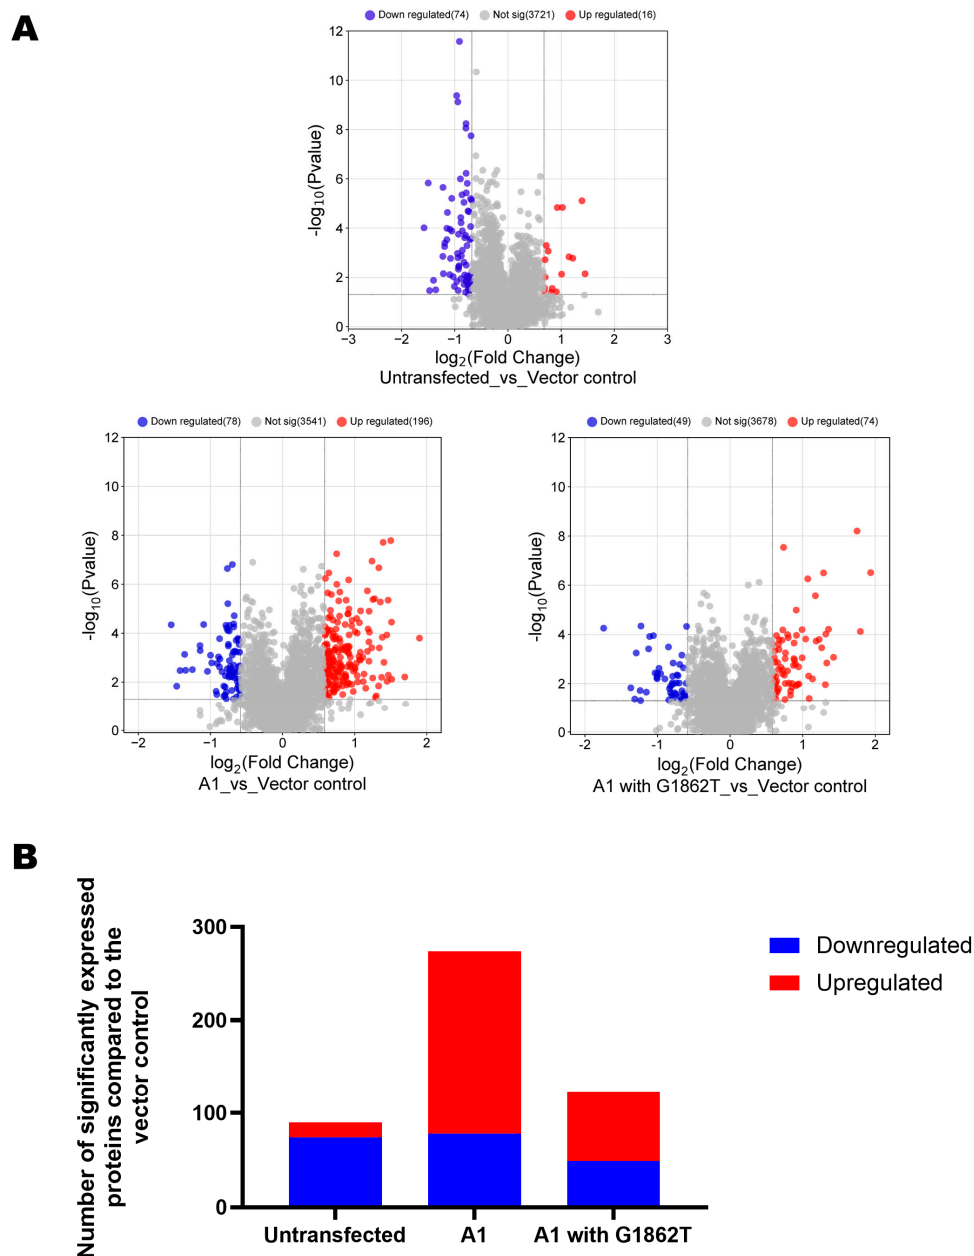 A
Down regulated(74) Not sig(3721) Up regulated(16)
12
10
8
6
4
2
0
-log10(Pvalue)
−3 −2 −1 0 1 2 3
log2(Fold Change)
Untransfected_vs_Vector control
Down regulated(78) Not sig(3541) Up regulated(196)
12
10
8
6
4
2
0
-log10(Pvalue)
−2 −1 0 1 2
log2(Fold Change)
A1_vs_Vector control
Down regulated(49) Not sig(3678) Up regulated(74)
12
10
8
6
4
2
0
-log10(Pvalue)
-2 -1 0 1 2
log2(Fold Change)
A1 with G1862T_vs_Vector control
B
Number of significantly expressed
proteins compared to the
vector control
300
200
100
0
Untransfected A1 A1 with G1862T
Downregulated
Upregulated